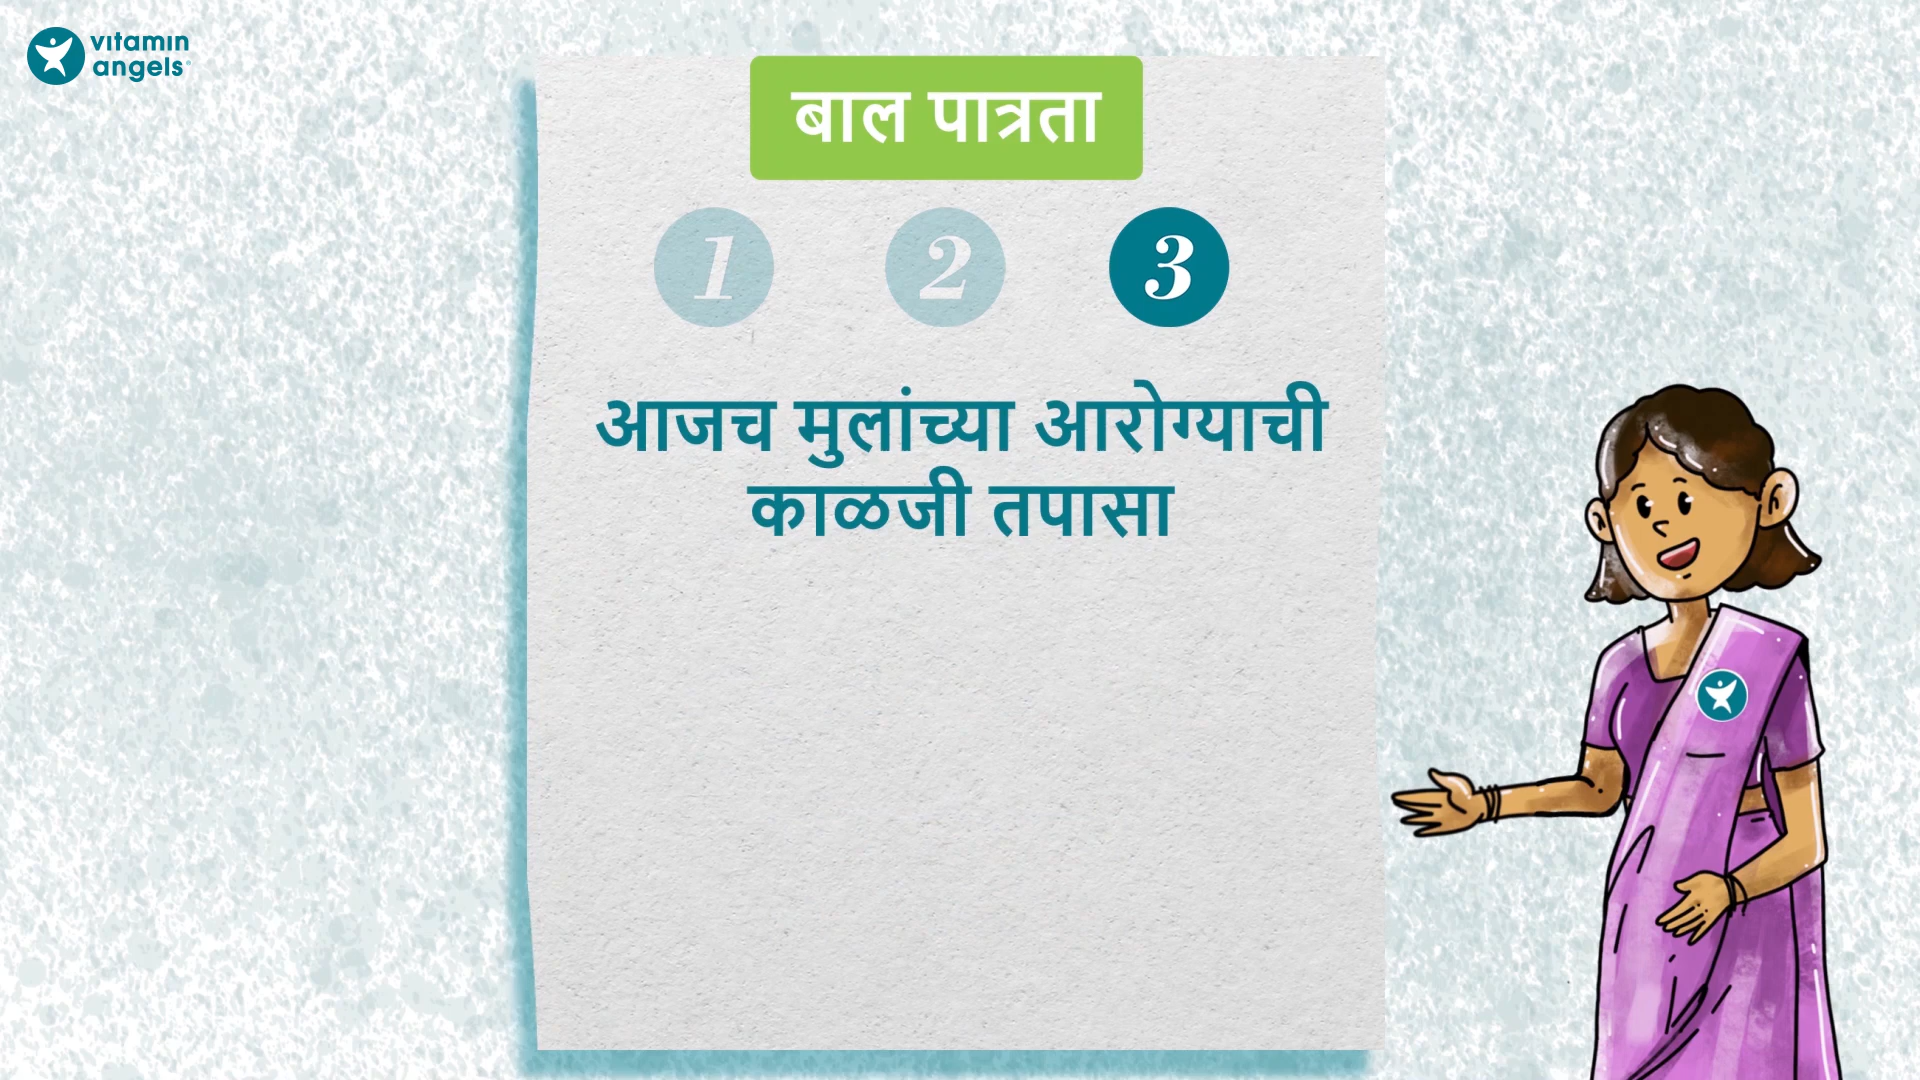 vitamin
angels
बाल पात्रता
1 2 3
आजच मुलांच्या आरोग्याची
काळजी तपासा